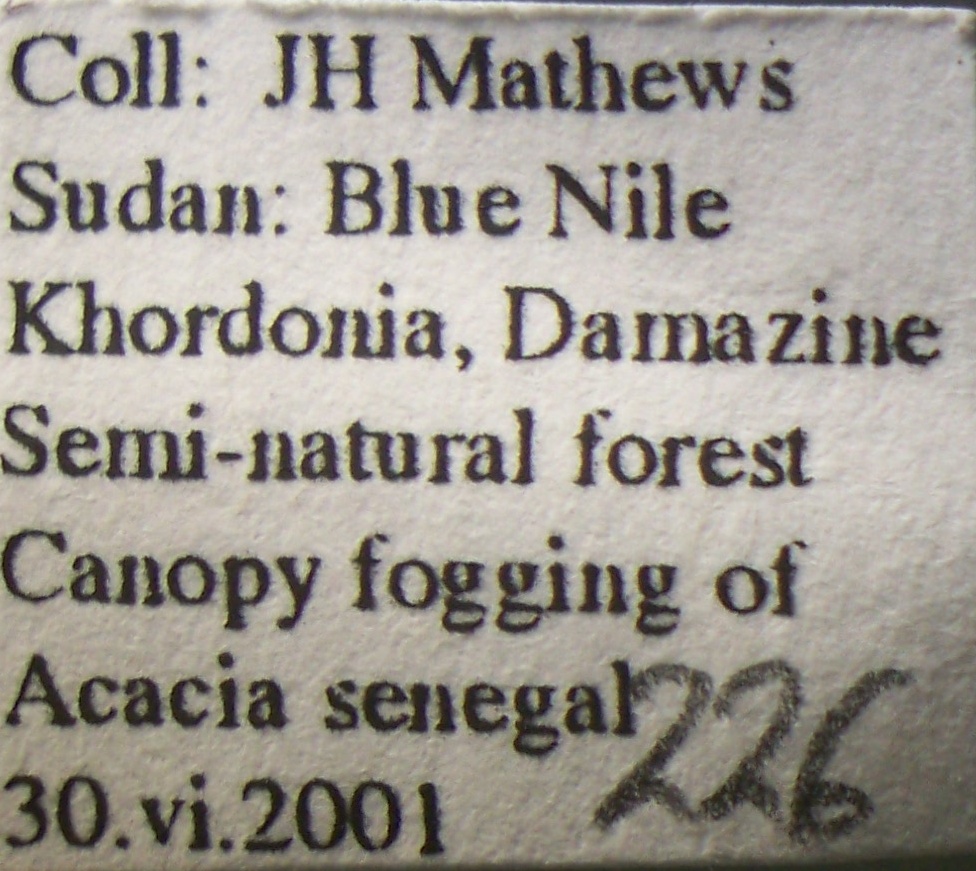 Coll: JH Mathews
Sudan: Blue Nile
Khordonia, Damazine
Semi-natural forest
Canopy fogging of
Acacia senegal
226
30.vi.2001